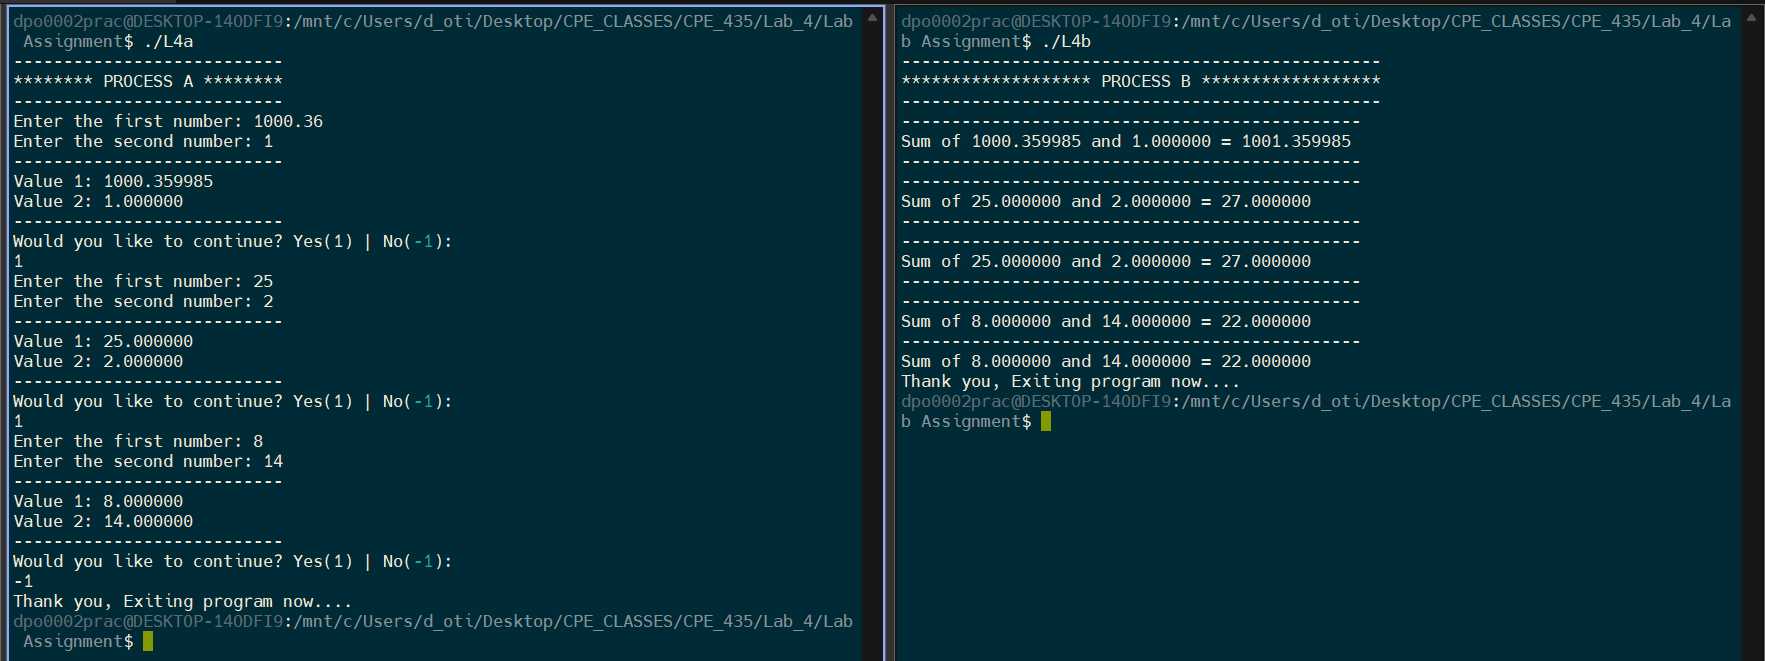 dpo0002prac@DESKTOP-14ODFI9:/mnt/c/Users/d_oti/Desktop/CPE_CLASSES/CPE_435/Lab_4/Lab
 Assignment$ ./L4a
---------------------------
******** PROCESS A ********
---------------------------
Enter the first number: 1000.36
Enter the second number: 1
---------------------------
Value 1: 1000.359985
Value 2: 1.000000
---------------------------
Would you like to continue? Yes(1) | No(-1):
1
Enter the first number: 25
Enter the second number: 2
---------------------------
Value 1: 25.000000
Value 2: 2.000000
---------------------------
Would you like to continue? Yes(1) | No(-1):
1
Enter the first number: 8
Enter the second number: 14
---------------------------
Value 1: 8.000000
Value 2: 14.000000
---------------------------
Would you like to continue? Yes(1) | No(-1):
-1
Thank you, Exiting program now....
dpo0002prac@DESKTOP-14ODFI9:/mnt/c/Users/d_oti/Desktop/CPE_CLASSES/CPE_435/Lab_4/Lab
 Assignment$
dpo0002prac@DESKTOP-14ODFI9:/mnt/c/Users/d_oti/Desktop/CPE_CLASSES/CPE_435/Lab_4/La
b Assignment$ ./L4b
------------------------------------------------
******************* PROCESS B ******************
------------------------------------------------
----------------------------------------------
Sum of 1000.359985 and 1.000000 = 1001.359985
----------------------------------------------
----------------------------------------------
Sum of 25.000000 and 2.000000 = 27.000000
----------------------------------------------
----------------------------------------------
Sum of 25.000000 and 2.000000 = 27.000000
----------------------------------------------
----------------------------------------------
Sum of 8.000000 and 14.000000 = 22.000000
----------------------------------------------
Sum of 8.000000 and 14.000000 = 22.000000
Thank you, Exiting program now....
dpo0002prac@DESKTOP-14ODFI9:/mnt/c/Users/d_oti/Desktop/CPE_CLASSES/CPE_435/Lab_4/La
b Assignment$